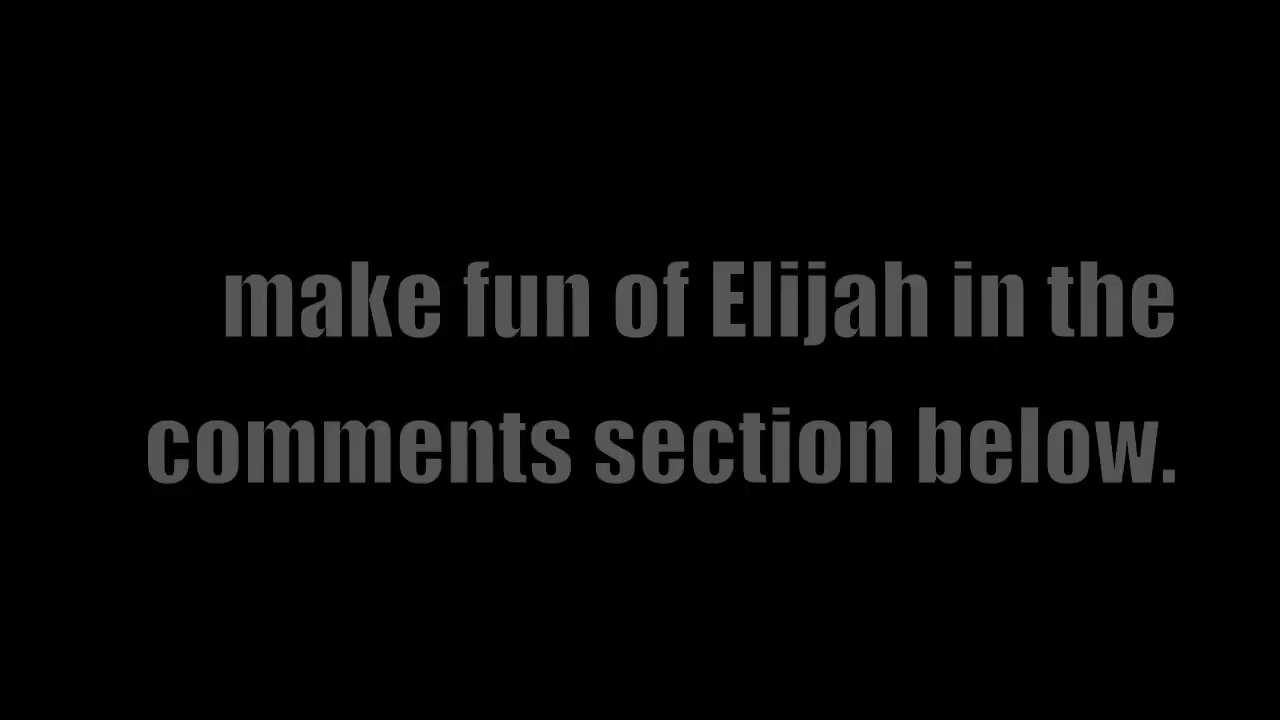 make fun of Elijah in the
comments section below.